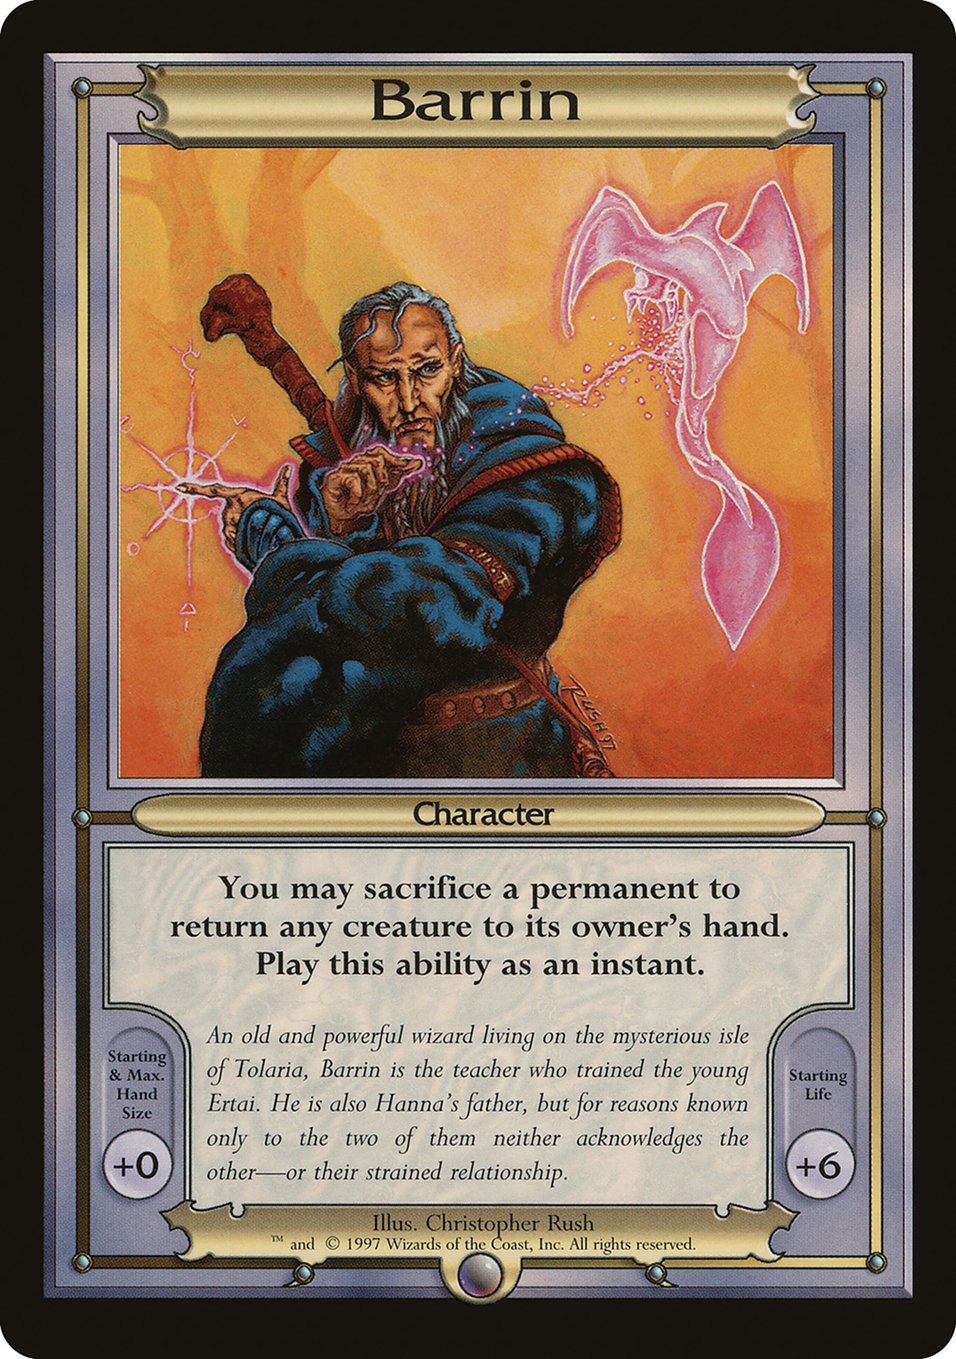 Barrin
RUSH 97
Character
You may sacrifice a permanent to
return any creature to its owner's hand.
Play this ability as an instant.
An old and powerful wizard living on the mysterious isle
of Tolaria, Barrin is the teacher who trained the young
Ertai. He is also Hanna's father, but for reasons known
only to the two of them neither acknowledges the
other—or their strained relationship.
Starting
& Max.
Hand
Size
+0
Starting
Life
+6
Illus. Christopher Rush
™ and © 1997 Wizards of the Coast, Inc. All rights reserved.